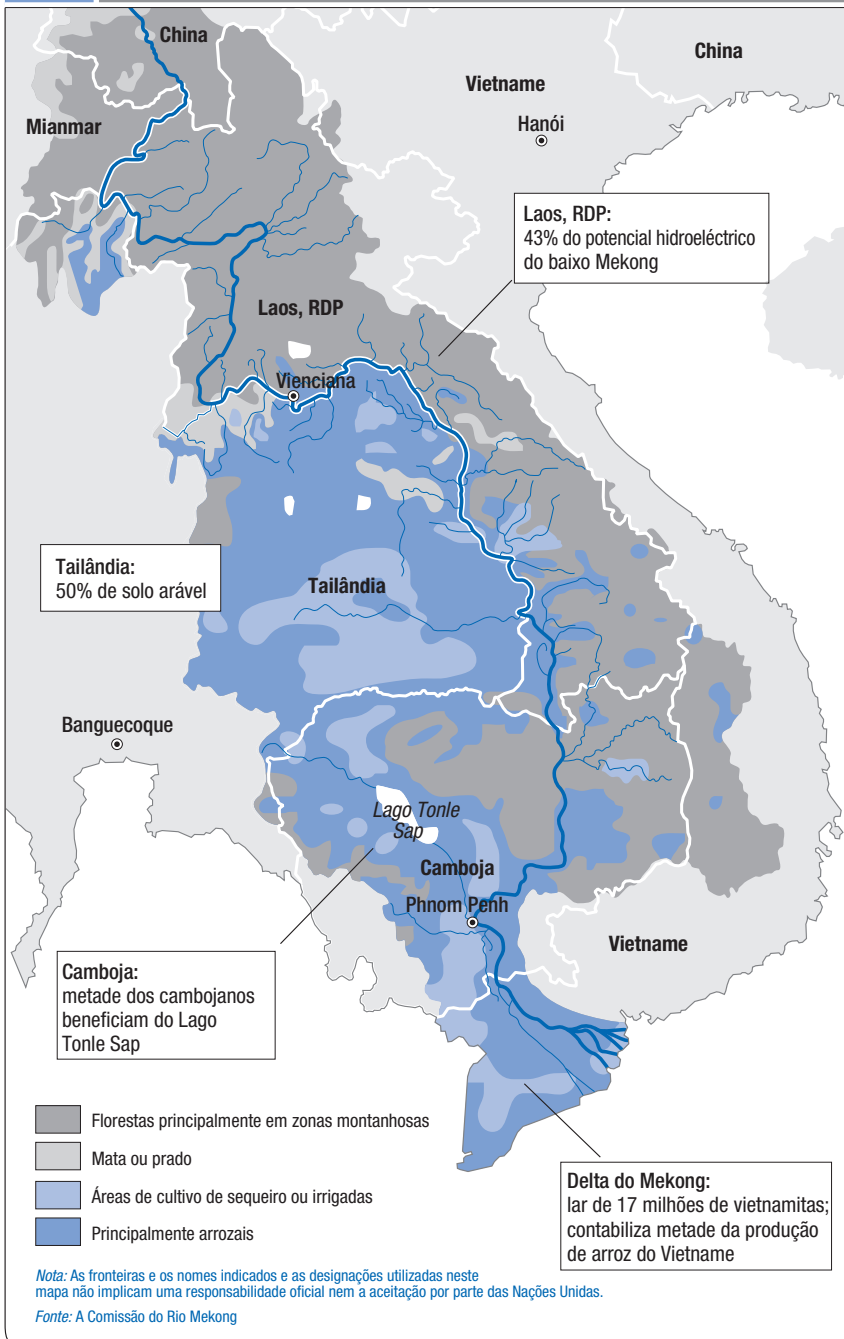 China
China
Vietname
Mianmar
Hanói
Laos, RDP:
43% do potencial hidroeléctrico
do baixo Mekong
Laos, RDP
Vienciana
Tailândia:
50% de solo arável
Tailândia
Banguecoque
Lago Tonle
Sap
Camboja
Phnom Penh
Vietname
Camboja:
metade dos cambojanos
beneficiam do Lago
Tonle Sap
Florestas principalmente em zonas montanhosas
Mata ou prado
Áreas de cultivo de sequeiro ou irrigadas
Principalmente arrozais
Delta do Mekong:
lar de 17 milhões de vietnamitas;
contabiliza metade da produção
de arroz do Vietname
Nota: As fronteiras e os nomes indicados e as designações utilizadas neste
mapa não implicam uma responsabilidade oficial nem a aceitação por parte das Nações Unidas.
Fonte: A Comissão do Rio Mekong